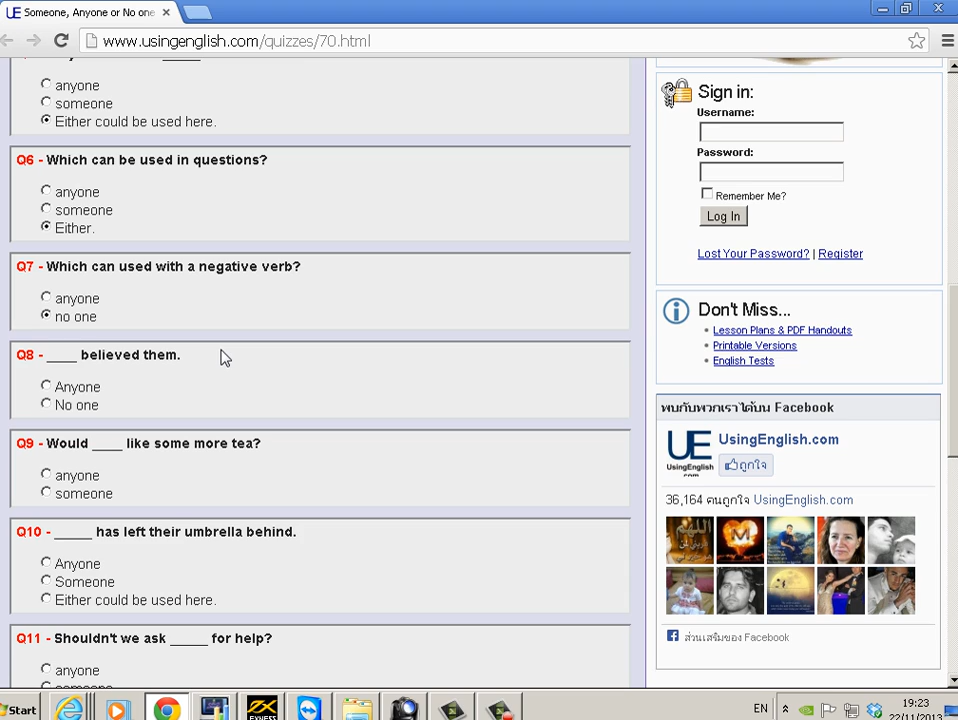 Someone, Anyone or No one
www.usingenglish.com/quizzes/70.html
anyone
someone
Either could be used here.
Q6 - Which can be used in questions?
anyone
someone
Either.
Q7 - Which can used with a negative verb?
anyone
no one
Q8 - ____ believed them.
Anyone
No one
Q9 - Would ____ like some more tea?
anyone
someone
Q10 - _____ has left their umbrella behind.
Anyone
Someone
Either could be used here.
Q11 - Shouldn't we ask _____ for help?
anyone
Sign in:
Username:
Password:
Remember Me?
Log In
Lost Your Password? | Register
Don't Miss...
Lesson Plans & PDF Handouts
Printable Versions
English Tests
พบกับพวกเราได้บน Facebook
UE
UsingEnglish.com
UsingEnglish.com
ถูกใจ
36,164 คนถูกใจ UsingEnglish.com
M
ส่วนเสริมของ Facebook
Start
EXNESS
EN
19:23
22/11/2013